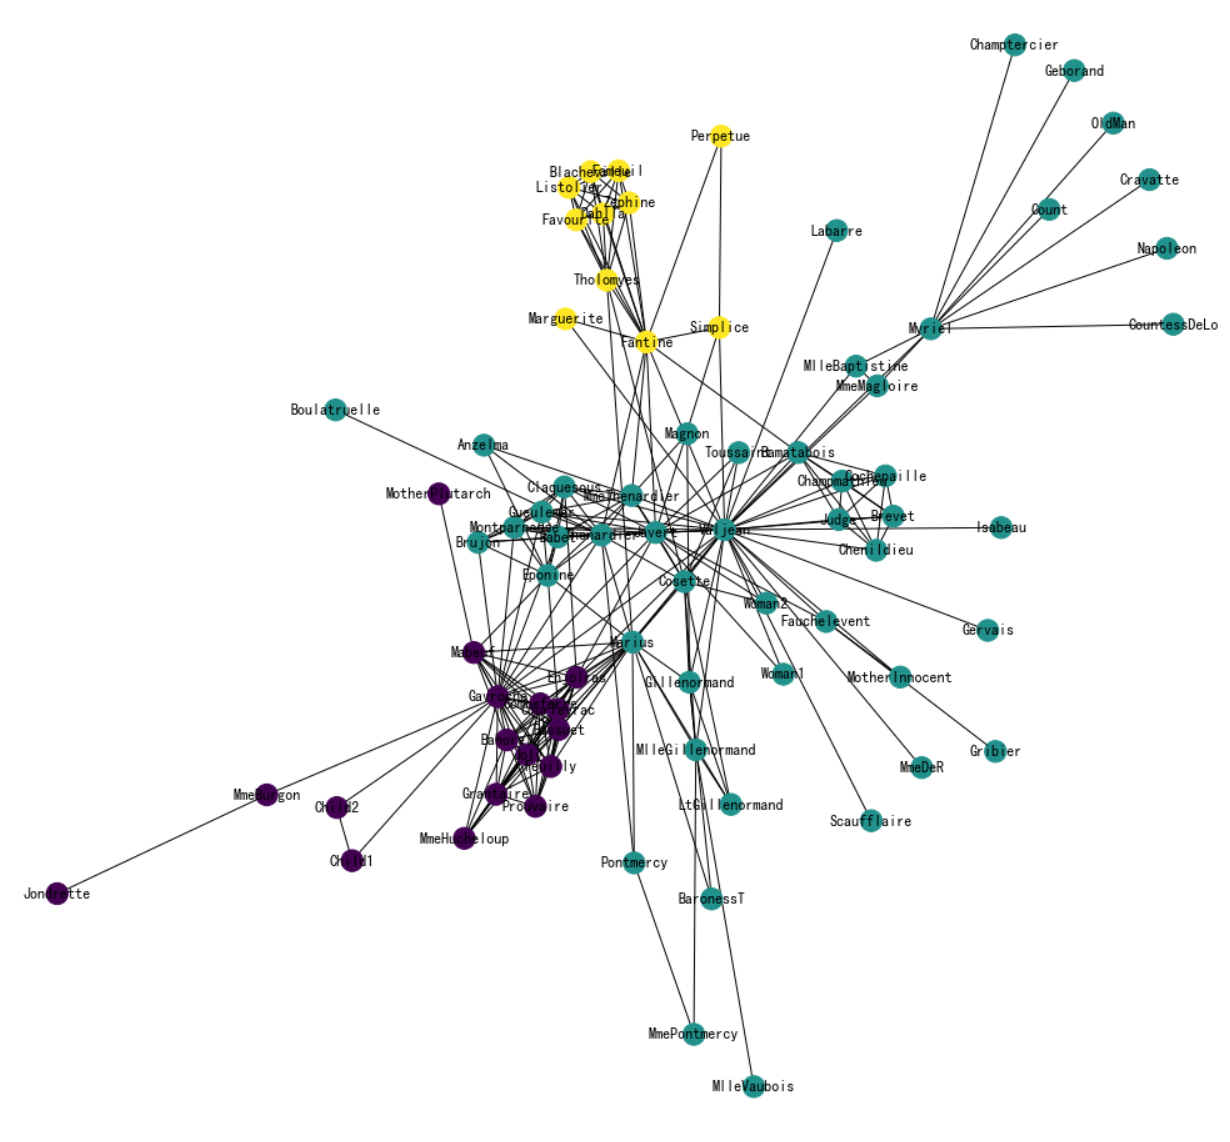 Champtercier
Geborand
OldMan
Perpetue
Blacheville
Fameuil
Cravatte
Listolier
Zephine
Count
Dahlia
Favourite
Labarre
Napoleon
Tholomyes
Marguerite
Simplice
CountessDeLo
Myriel
Fantine
MlleBaptistine
MmeMagloire
Boulatruelle
Magnon
Anzelma
Toussaint
Bamatabois
Cochepaille
Champmathieu
Claquesous
MotherPlutarch
MmeThenardier
Gueulemer
Brevet
Judge
Montparnasse
Isabeau
Valjean
Javert
Thenardier
Babet
Brujon
Chenildieu
Eponine
Cosette
Woman2
Fauchelevent
Gervais
Marius
Mabeuf
Woman1
MotherInnocent
Enjolras
Gillenormand
Gavroche
Combeferre
Courfeyrac
Bossuet
Bahorel
MlleGillenormand
Gribier
Joly
Feuilly
MmeDeR
Grantaire
MmeBurgon
LtGillenormand
Prouvaire
Child2
Scaufflaire
MmeHucheloup
Child1
Pontmercy
Jondrette
BaronessT
MmePontmercy
MlleVaubois